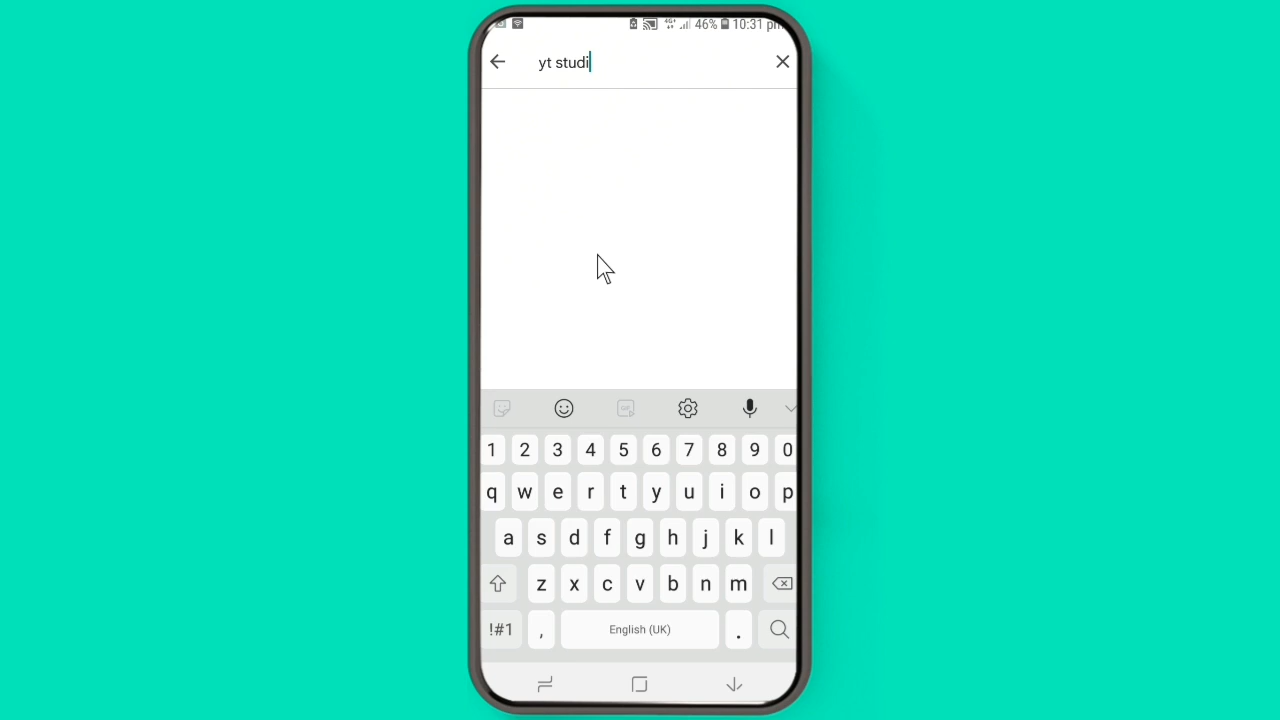 46% 10:31 pm
yt studi
GIF
1 2 3 4 5 6 7 8 9 0
q w e r t y u i o p
a s d f g h j k l
z x c v b n m
!#1 , English (UK) .